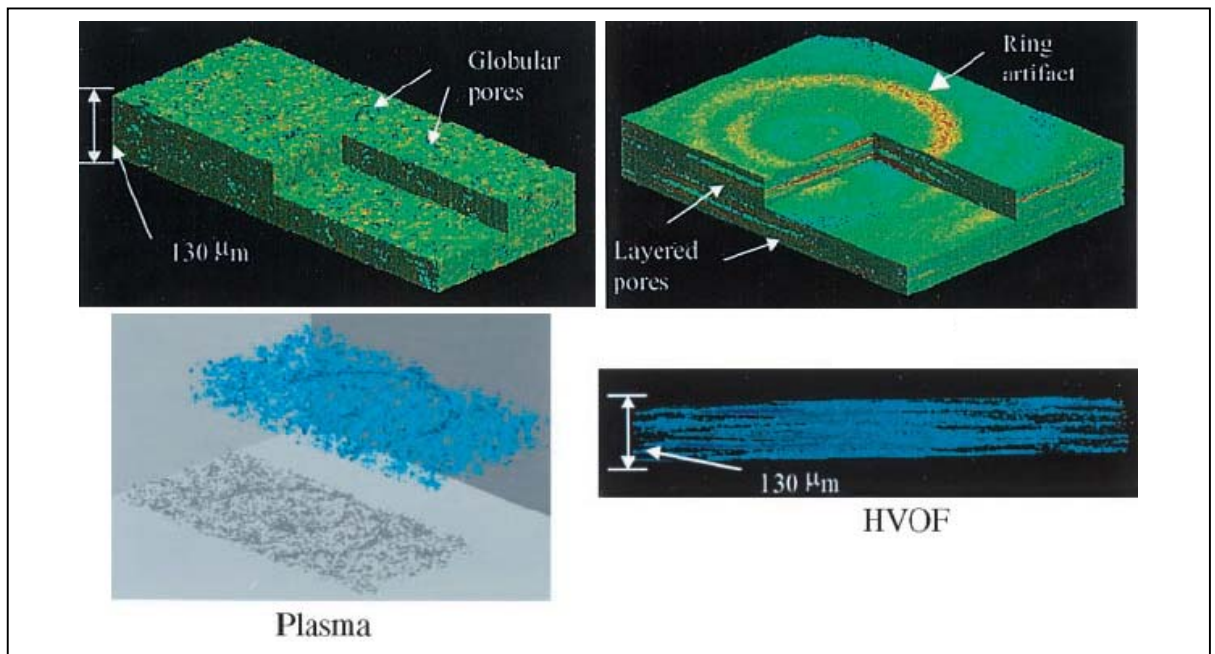 Globular
pores
130 μm
Ring
artifact
Layered
pores
130 μm
HVOF
Plasma